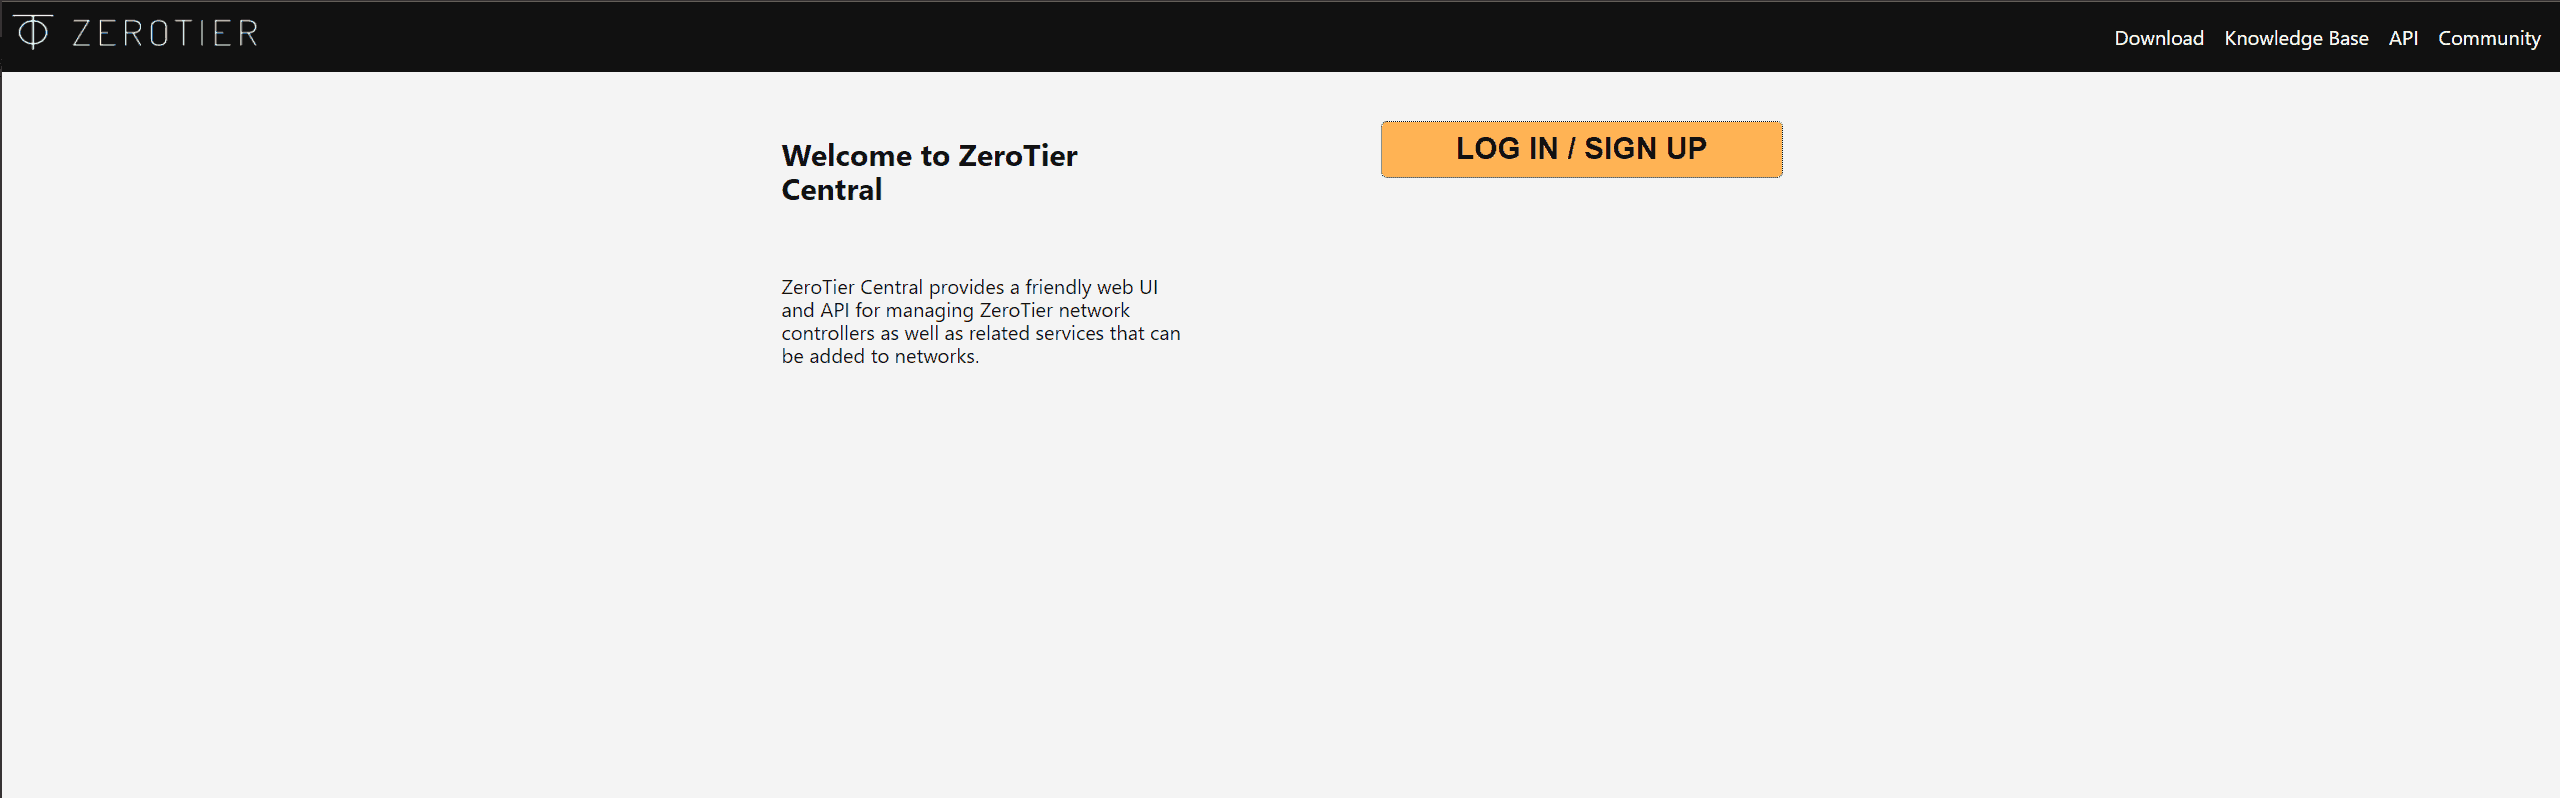 ZEROTIER
Download Knowledge Base API Community
Welcome to ZeroTier
Central
LOG IN / SIGN UP
ZeroTier Central provides a friendly web UI
and API for managing ZeroTier network
controllers as well as related services that can
be added to networks.